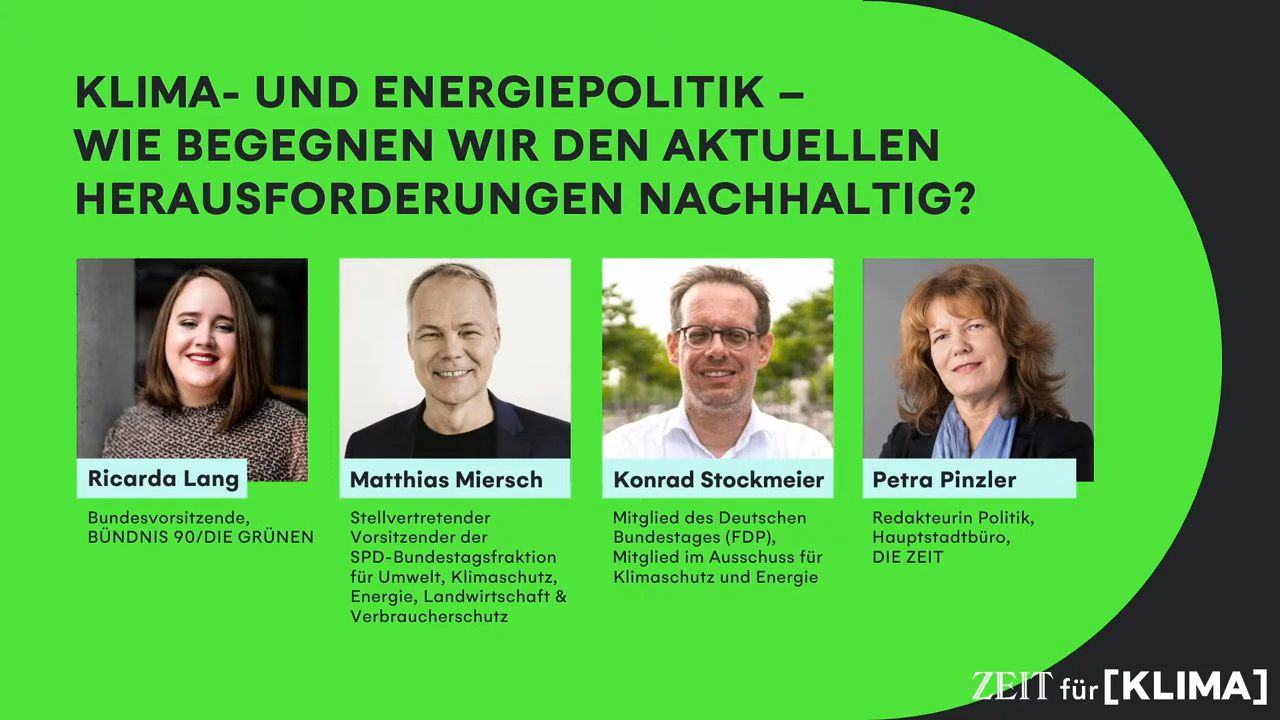 KLIMA- UND ENERGIEPOLITIK –
WIE BEGEGNEN WIR DEN AKTUELLEN
HERAUSFORDERUNGEN NACHHALTIG?
Ricarda Lang
Bundesvorsitzende,
BÜNDNIS 90/DIE GRÜNEN
Matthias Miersch
Stellvertretender
Vorsitzender der
SPD-Bundestagsfraktion
für Umwelt, Klimaschutz,
Energie, Landwirtschaft &
Verbraucherschutz
Konrad Stockmeier
Mitglied des Deutschen
Bundestages (FDP),
Mitglied im Ausschuss für
Klimaschutz und Energie
Petra Pinzler
Redakteurin Politik,
Hauptstadtbüro,
DIE ZEIT
ZEIT für [KLIMA]